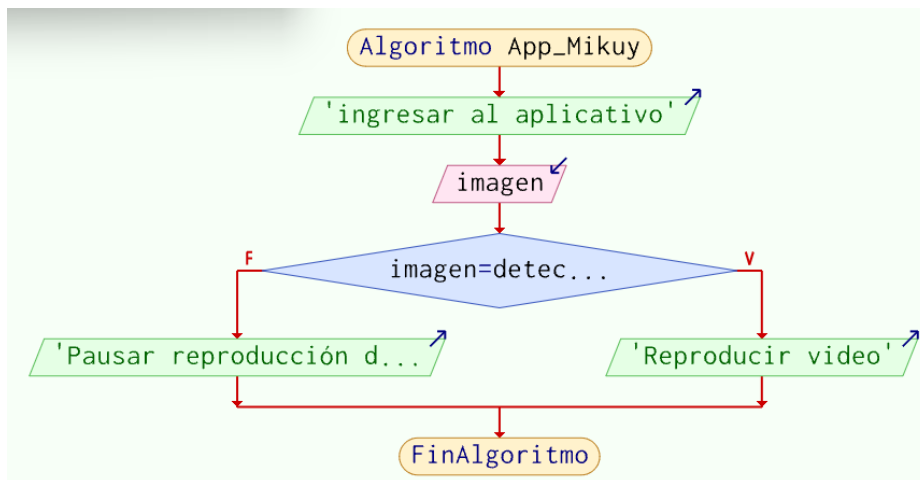 Algoritmo App_Mikuy
'ingresar al aplicativo'
imagen
imagen=detec...
F
V
'Pausar reproducción d...
'Reproducir video'
FinAlgoritmo